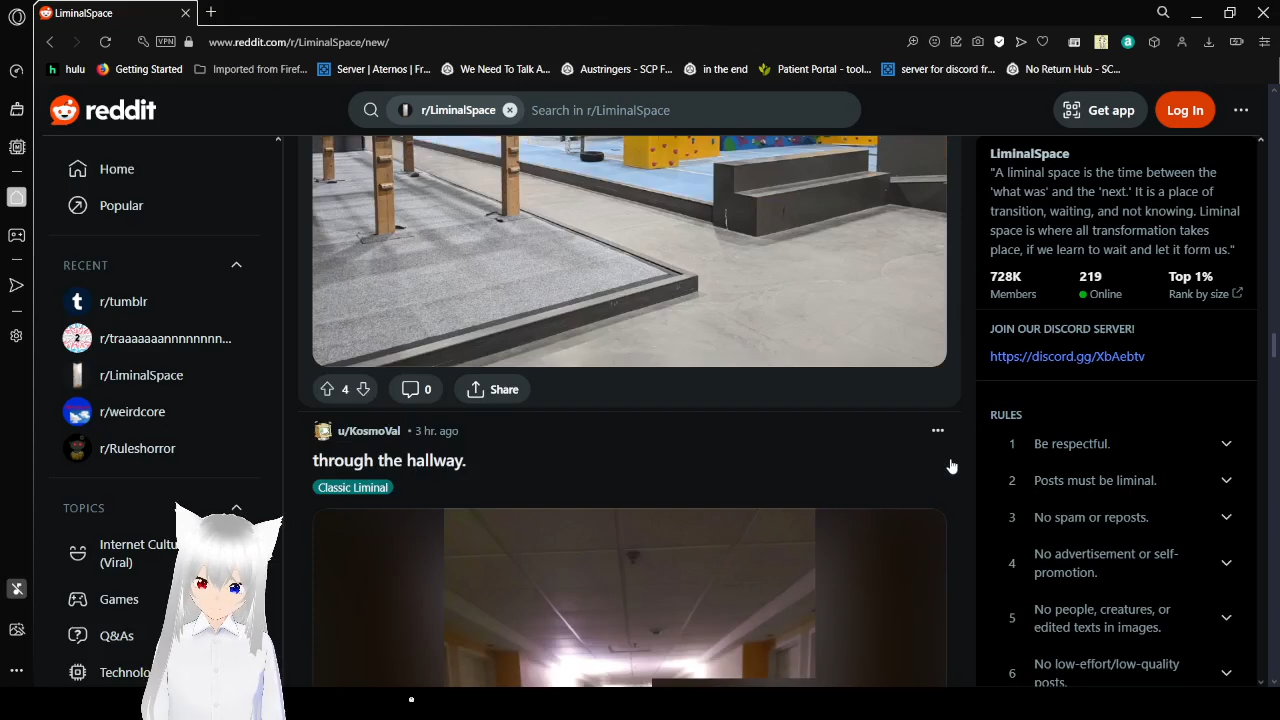 LiminalSpace
VPN
www.reddit.com/r/LiminalSpace/new/
h hulu
Getting Started
Imported from Firef...
Server | Aternos | Fr...
We Need To Talk A...
Austringers - SCP F...
in the end
Patient Portal - tool...
server for discord fr...
No Return Hub - SC...
reddit
r/LiminalSpace
Search in r/LiminalSpace
Get app
Log In
Home
Popular
RECENT
r/tumblr
r/traaaaaaannnnnnnn...
r/LiminalSpace
r/weirdcore
r/Ruleshorror
TOPICS
Internet Cultu
(Viral)
Games
Q&As
Technolo
4
0
Share
u/KosmoVal • 3 hr. ago
through the hallway.
Classic Liminal
LiminalSpace
"A liminal space is the time between the
'what was' and the 'next.' It is a place of
transition, waiting, and not knowing. Liminal
space is where all transformation takes
place, if we learn to wait and let it form us."
728K 219 Top 1%
Members Online Rank by size
JOIN OUR DISCORD SERVER!
https://discord.gg/XbAebtv
RULES
1 Be respectful.
2 Posts must be liminal.
3 No spam or reposts.
4 No advertisement or self-
promotion.
5 No people, creatures, or
edited texts in images.
6 No low-effort/low-quality
posts.